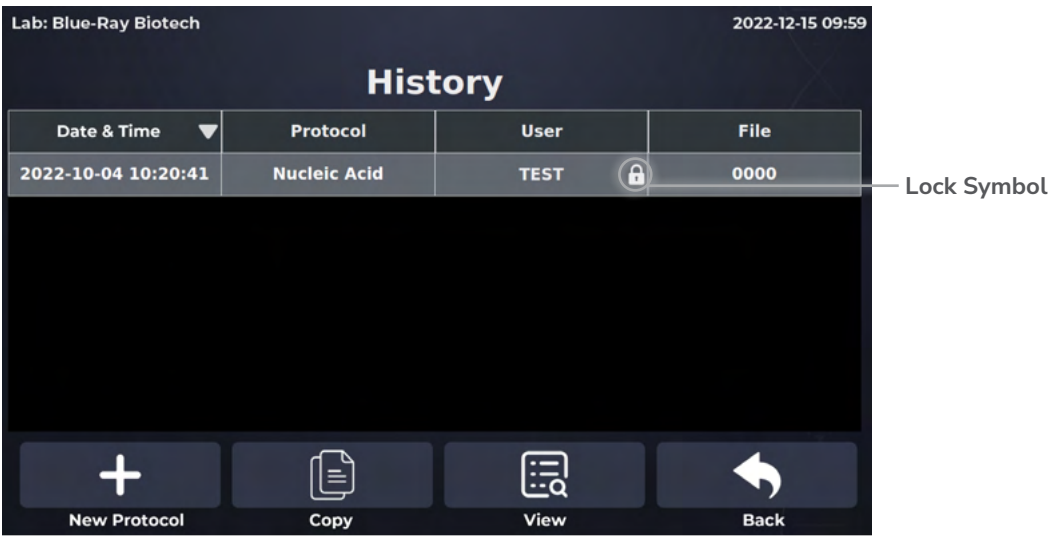 Lab: Blue-Ray Biotech 2022-12-15 09:59
History
Date & Time Protocol User File
2022-10-04 10:20:41 Nucleic Acid TEST 0000
Lock Symbol
New Protocol Copy View Back